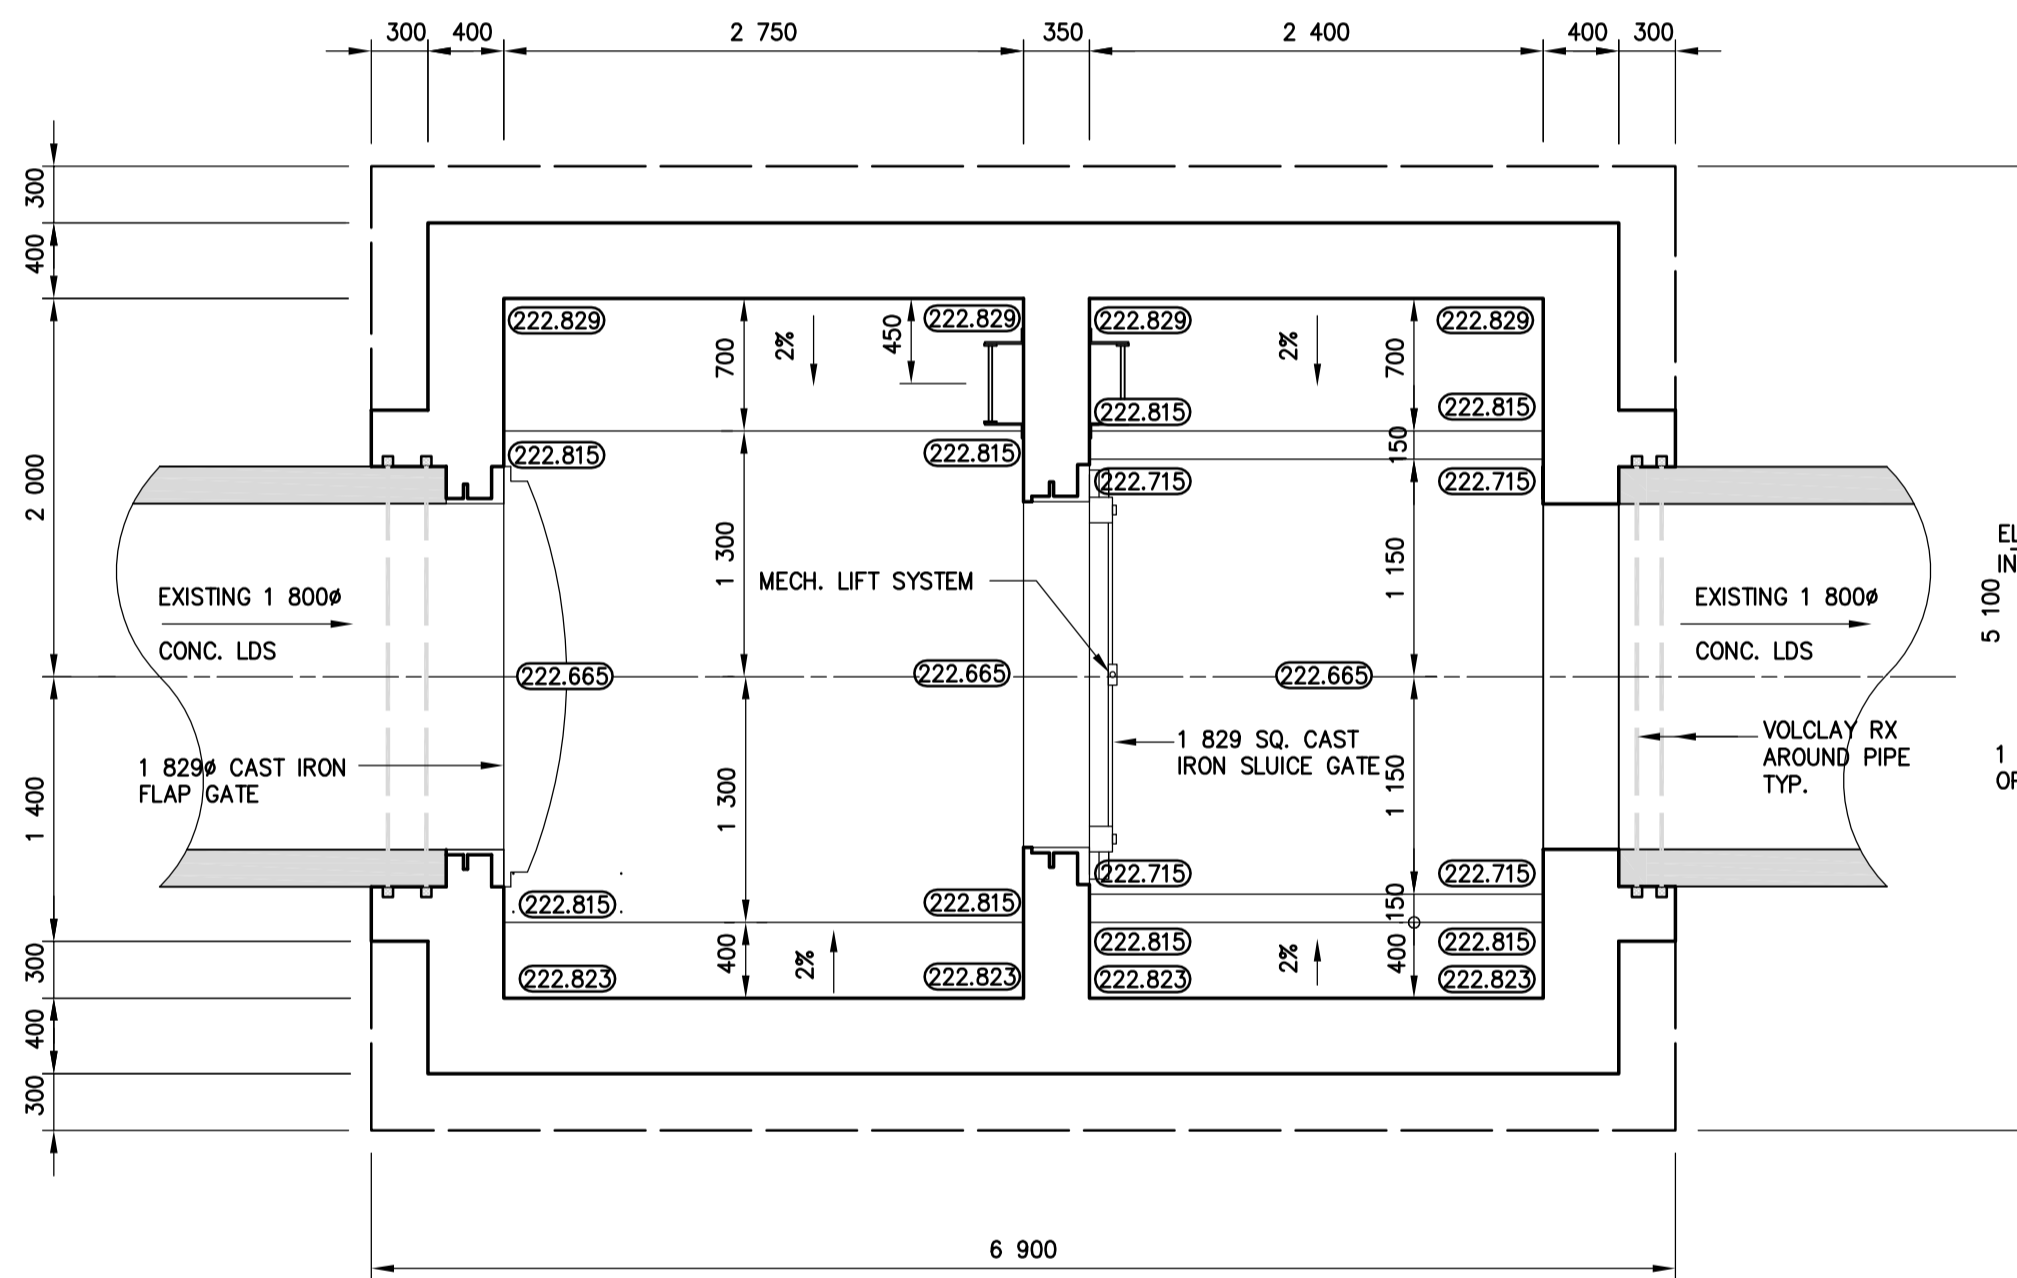 300 400 2 750 350 2 400 400 300
300
400
222.829 222.829 222.829 222.829
700 2% 450 2% 700
222.815 222.815
222.815 222.815 150
222.715 222.715
2 000
1 300 1 150
MECH. LIFT SYSTEM
EXISTING 1 800ø
CONC. LDS
EXISTING 1 800ø
CONC. LDS
EL
IN
5 100
222.665 222.665 222.665
1 829ø CAST IRON
FLAP GATE
1 829 SQ. CAST
IRON SLUICE GATE
VOLCLAY RX
AROUND PIPE
TYP.
1
OF
1 400 1 300 1 150
222.715 222.715
222.815 222.815 150
222.815 222.815
300 400 2% 2% 400
222.823 222.823 222.823 222.823
400
300
6 900